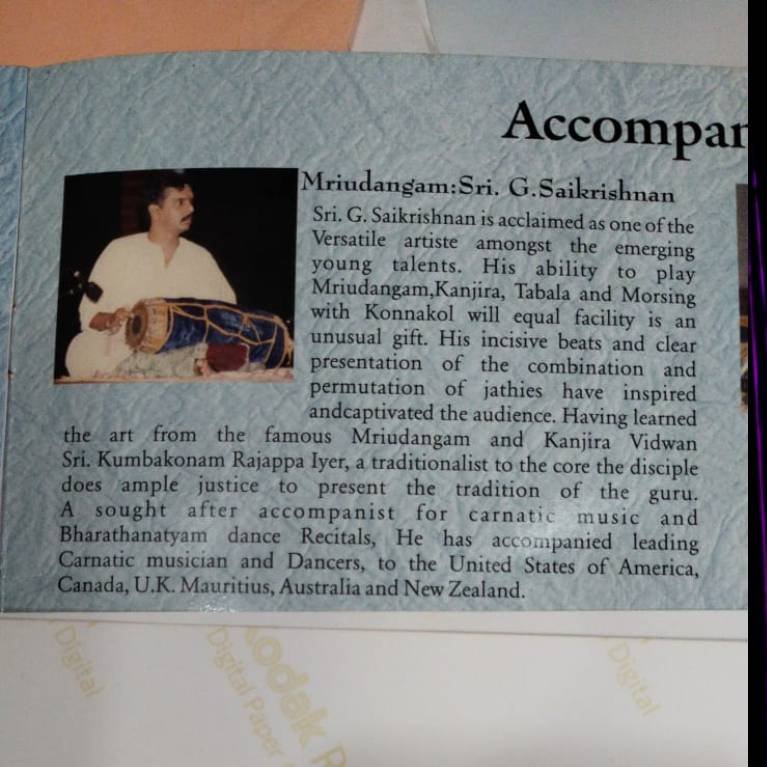 Accompan
Mriudangam:Sri. G.Saikrishnan
Sri. G. Saikrishnan is acclaimed as one of the
Versatile artiste amongst the emerging
young talents. His ability to play
Mriudangam,Kanjira, Tabala and Morsing
with Konnakol will equal facility is an
unusual gift. His incisive beats and clear
presentation of the combination and
permutation of jathies have inspired
andcaptivated the audience. Having learned
the art from the famous Mriudangam and Kanjira Vidwan
Sri. Kumbakonam Rajappa Iyer, a traditionalist to the core the disciple
does ample justice to present the tradition of the guru.
A sought after accompanist for carnatic music and
Bharathanatyam dance Recitals, He has accompanied leading
Carnatic musician and Dancers, to the United States of America,
Canada, U.K. Mauritius, Australia and New Zealand.
Digital
Kodak
Digital Paper
Digital